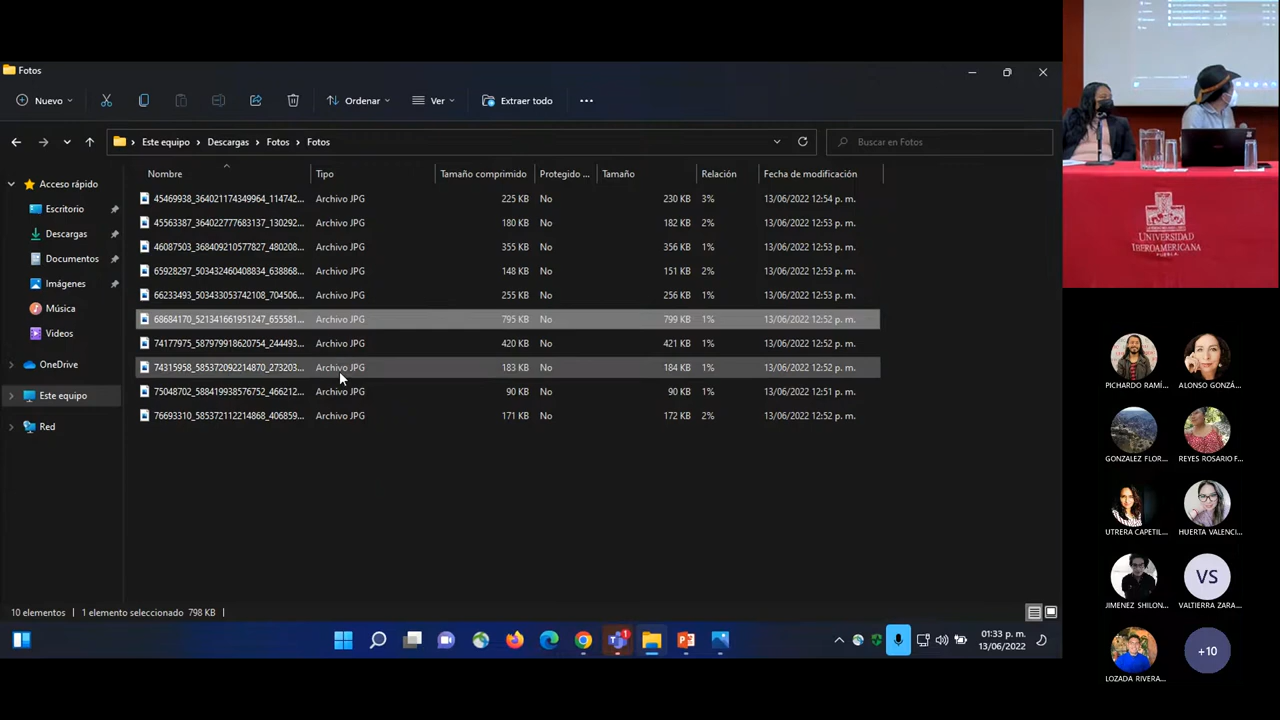 Fotos
Nuevo
Ordenar
Ver
Extraer todo
Este equipo > Descargas > Fotos > Fotos
Buscar en Fotos
Nombre Tipo Tamaño comprimido Protegido ... Tamaño Relación Fecha de modificación
45469938_364021174349964_114742... Archivo JPG 225 KB No 230 KB 3% 13/06/2022 12:54 p. m.
45563387_364022777683137_130292... Archivo JPG 180 KB No 182 KB 2% 13/06/2022 12:53 p. m.
46087503_368409210577827_480208... Archivo JPG 355 KB No 356 KB 1% 13/06/2022 12:53 p. m.
65928297_503432460408834_638868... Archivo JPG 148 KB No 151 KB 2% 13/06/2022 12:53 p. m.
66233493_503433053742108_704506... Archivo JPG 255 KB No 256 KB 1% 13/06/2022 12:53 p. m.
68684170_521341661951247_655581... Archivo JPG 795 KB No 799 KB 1% 13/06/2022 12:52 p. m.
74177975_587979918620754_244493... Archivo JPG 420 KB No 421 KB 1% 13/06/2022 12:52 p. m.
74315958_585372092214870_273203... Archivo JPG 183 KB No 184 KB 1% 13/06/2022 12:52 p. m.
75048702_588419938576752_466212... Archivo JPG 90 KB No 90 KB 1% 13/06/2022 12:51 p. m.
76693310_585372112214868_406859... Archivo JPG 171 KB No 172 KB 2% 13/06/2022 12:52 p. m.
Acceso rápido
Escritorio
Descargas
Documentos
Imágenes
Música
Videos
OneDrive
Este equipo
Red
10 elementos
1 elemento seleccionado 798 KB
01:33 p. m.
13/06/2022
UNIVERSIDAD
IBEROAMERICANA
PUEBLA
PICHARDO RAMÍ...
ALONSO GONZÁ...
GONZALEZ FLOR...
REYES ROSARIO F...
UTRERA CAPETIL...
HUERTA VALENCI...
JIMENEZ SHILON...
VS
VALTIERRA ZARA...
LOZADA RIVERA...
+10